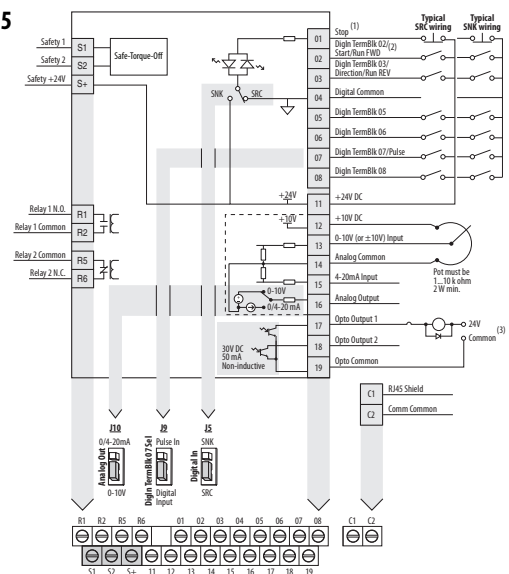 5
Typical SRC wiring
Typical SNK wiring
Safety 1
S1
Safety 2
S2
Safety +24V
S+
Safe-Torque-Off
SNK
SRC
01 Stop (1)
02 DigIn TermBlk 02/ Start/Run FWD (2)
03 DigIn TermBlk 03/ Direction/Run REV
04 Digital Common
05 DigIn TermBlk 05
06 DigIn TermBlk 06
07 DigIn TermBlk 07/Pulse
08 DigIn TermBlk 08
+24V
11 +24V DC
+10V
12 +10V DC
13 0-10V (or ±10V) Input
14 Analog Common
15 4-20mA Input
16 Analog Output
17 Opto Output 1
18 Opto Output 2
19 Opto Common
Pot must be
1...10 k ohm
2 W min.
24V
Common (3)
Relay 1 N.O.
R1
Relay 1 Common
R2
Relay 2 Common
R5
Relay 2 N.C.
R6
0-10V
0/4-20 mA
30V DC
50 mA
Non-inductive
C1 RJ45 Shield
C2 Comm Common
J10
J9
J5
0/4-20mA
Analog Out
0-10V
Pulse In
DigIn TermBlk 07 Sel
Digital Input
SNK
Digital In
SRC
R1 R2 R5 R6 01 02 03 04 05 06 07 08
C1 C2
S1 S2 S+ 11 12 13 14 15 16 17 18 19